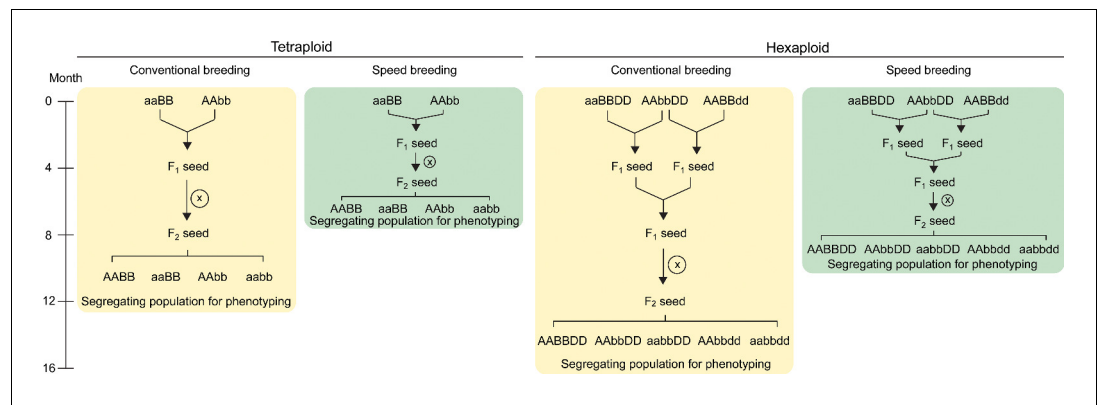 Tetraploid
Hexaploid
Conventional breeding
Speed breeding
Conventional breeding
Speed breeding
Month
0
4
8
12
16
aaBB AAbb
F₁ seed
x
F₂ seed
AABB aaBB AAbb aabb
Segregating population for phenotyping
aaBB AAbb
F₁ seed
x
F₂ seed
AABB aaBB AAbb aabb
Segregating population for phenotyping
aaBBDD AAbbDD AABBdd
F₁ seed F₁ seed
F₁ seed
x
F₂ seed
AABBDD AAbbDD aabbDD AAbbdd aabbdd
Segregating population for phenotyping
aaBBDD AAbbDD AABBdd
F₁ seed F₁ seed
F₁ seed
x
F₂ seed
AABBDD AAbbDD aabbDD AAbbdd aabbdd
Segregating population for phenotyping